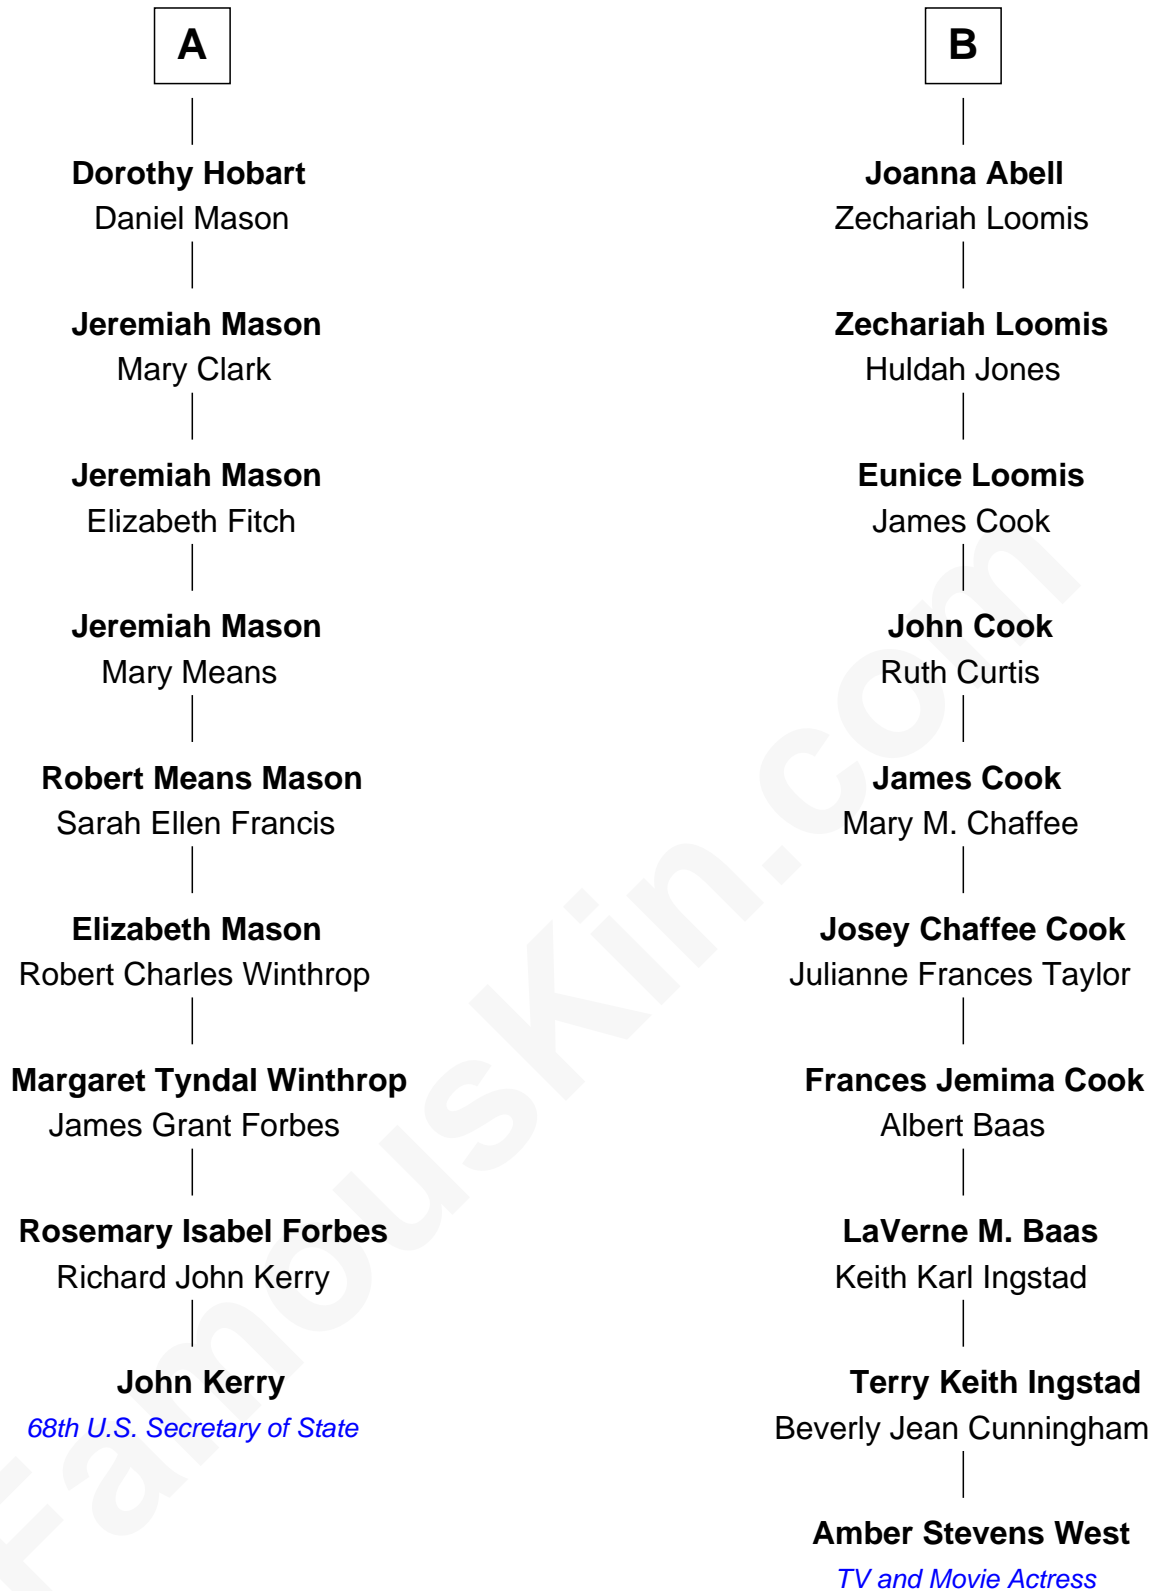 A
Dorothy Hobart
Daniel Mason
Jeremiah Mason
Mary Clark
Jeremiah Mason
Elizabeth Fitch
Jeremiah Mason
Mary Means
Robert Means Mason
Sarah Ellen Francis
Elizabeth Mason
Robert Charles Winthrop
Margaret Tyndal Winthrop
James Grant Forbes
Rosemary Isabel Forbes
Richard John Kerry
John Kerry
68th U.S. Secretary of State
B
Joanna Abell
Zechariah Loomis
Zechariah Loomis
Huldah Jones
Eunice Loomis
James Cook
John Cook
Ruth Curtis
James Cook
Mary M. Chaffee
Josey Chaffee Cook
Julianne Frances Taylor
Frances Jemima Cook
Albert Baas
LaVerne M. Baas
Keith Karl Ingstad
Terry Keith Ingstad
Beverly Jean Cunningham
Amber Stevens West
TV and Movie Actress
FamousKin.com